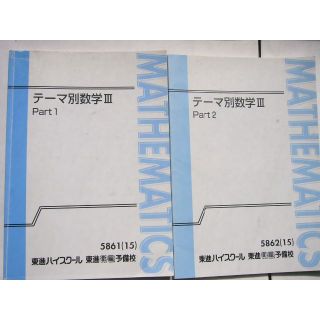 テーマ別数学III
Part 1
MATHEMATICS
5861(15)
東進ハイスクール 東進衛星予備校
テーマ別数学III
Part 2
MATHEMATICS
5862(15)
東進ハイスクール 東進衛星予備校